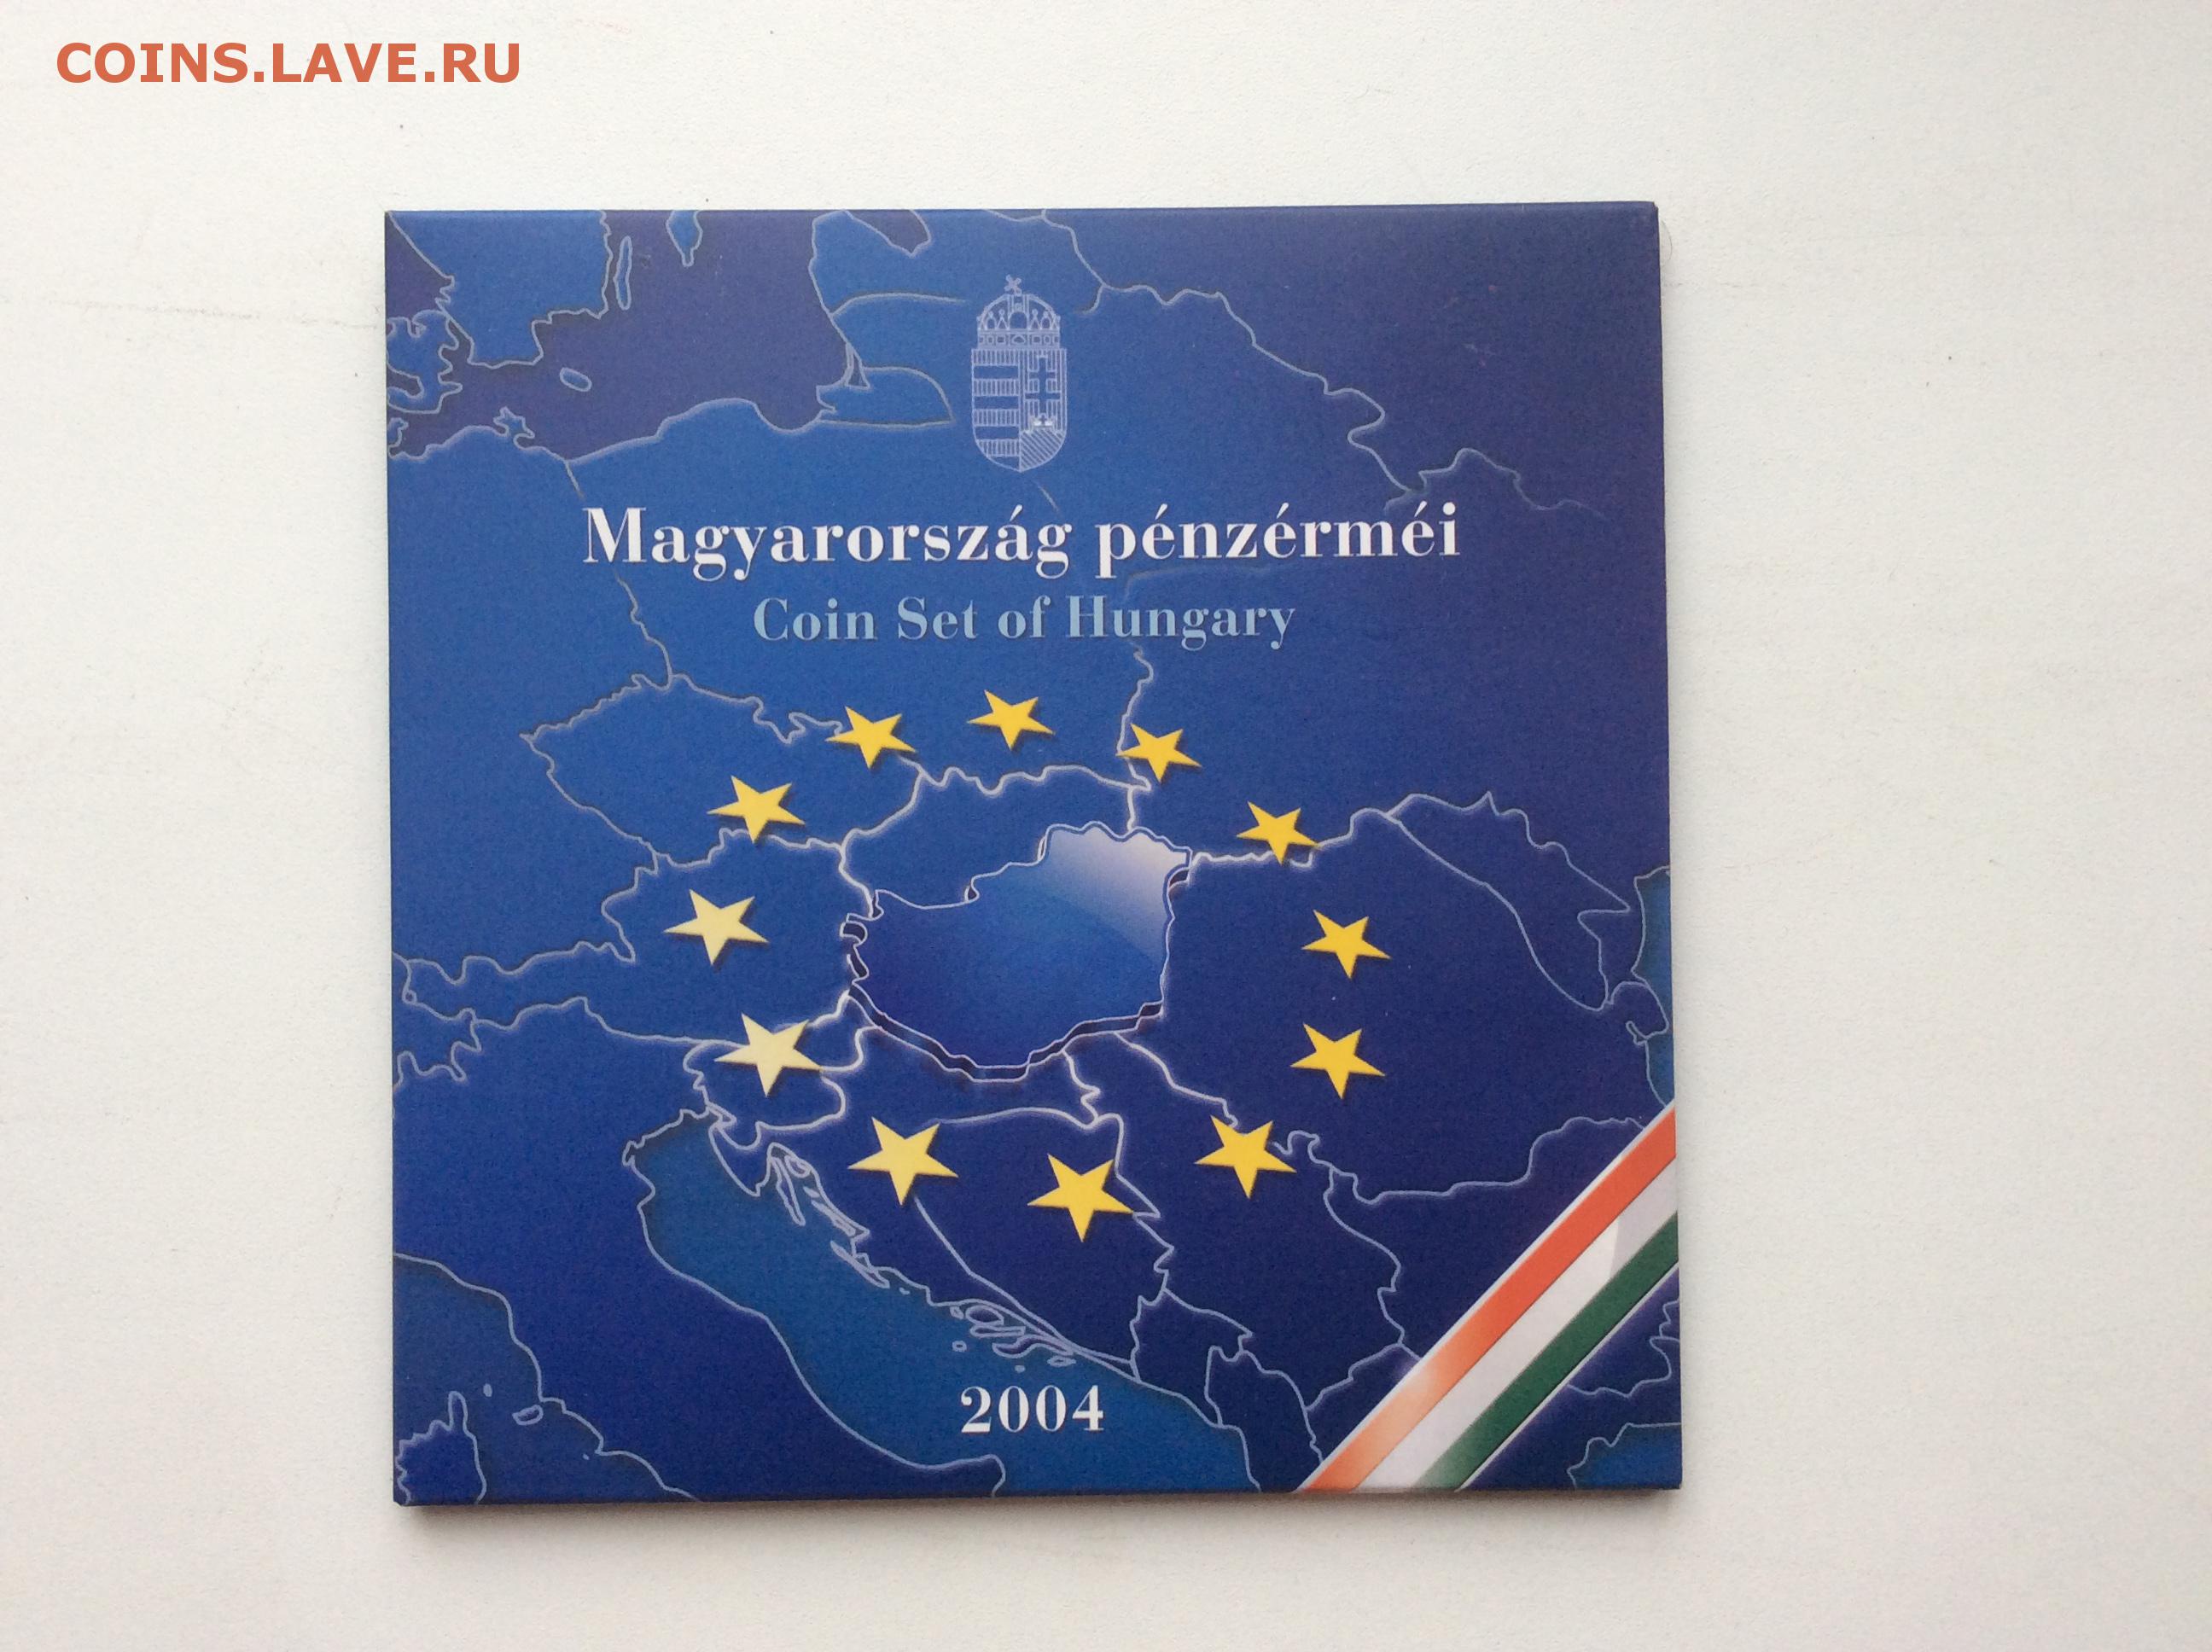 COINS.LAVE.RU
Magyarország pénzérméi
Coin Set of Hungary
2004